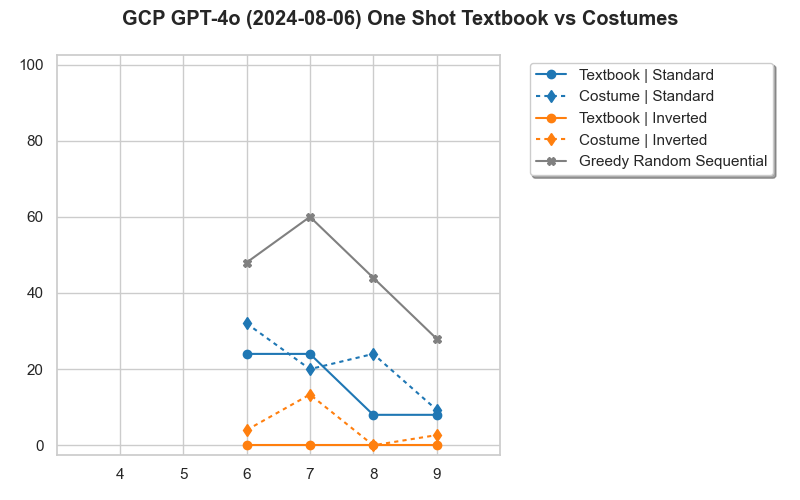 GCP GPT-4o (2024-08-06) One Shot Textbook vs Costumes
100
80
60
40
20
0
4 5 6 7 8 9
Textbook | Standard
Costume | Standard
Textbook | Inverted
Costume | Inverted
Greedy Random Sequential